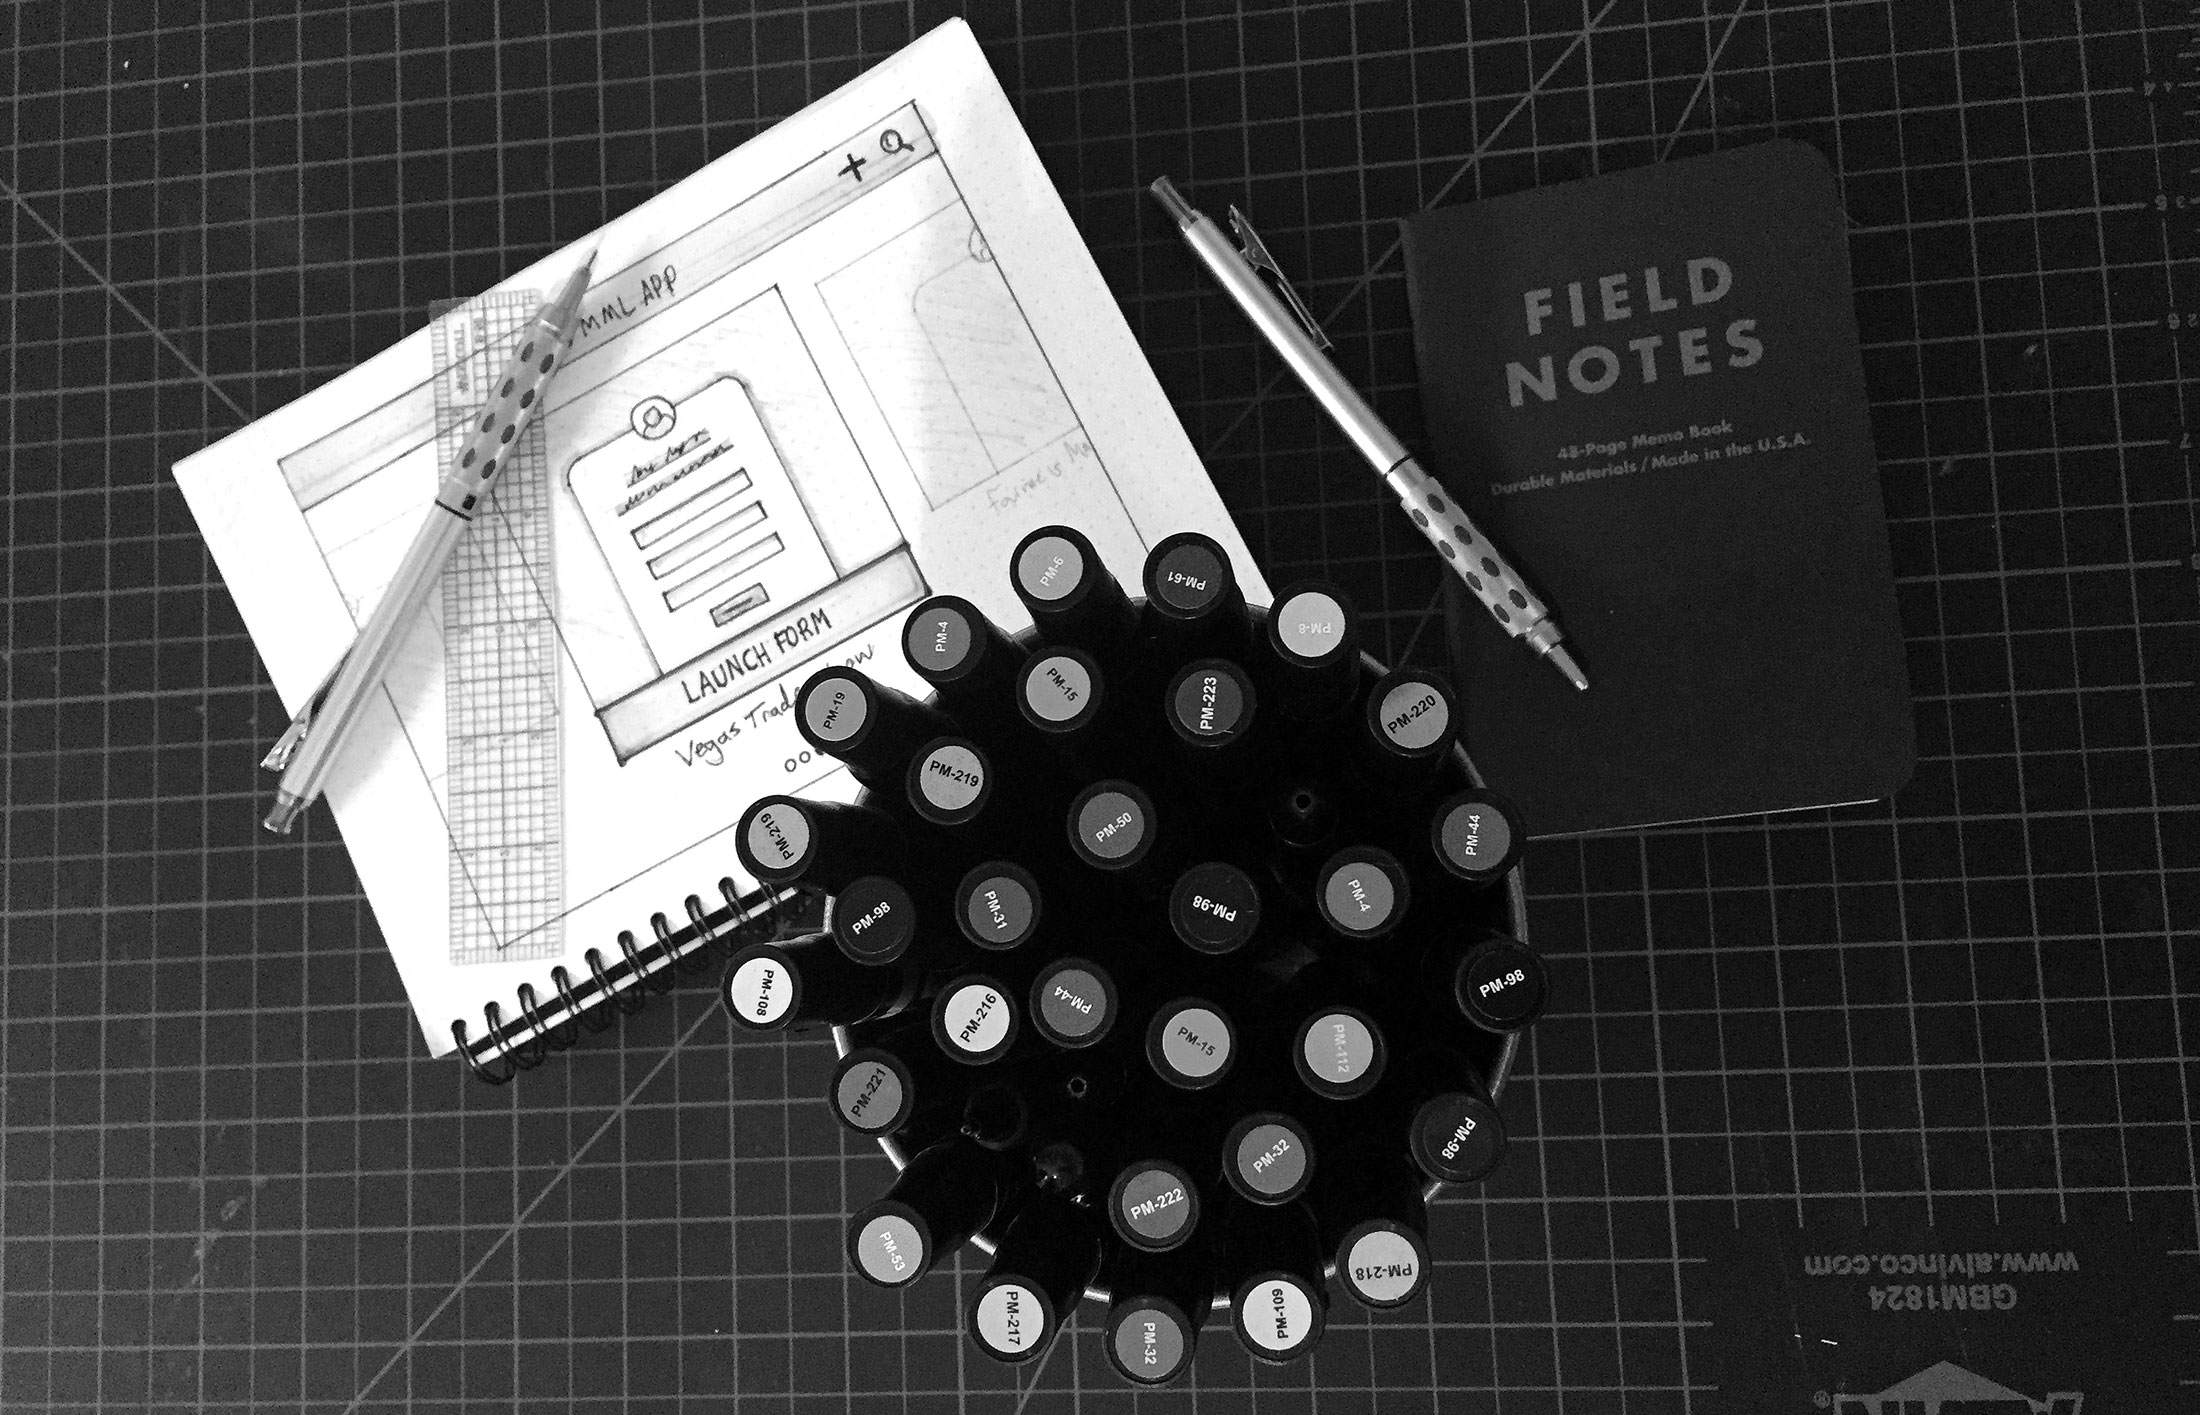 MML APP
LAUNCH FORM
Vegas Trade
FIELD
NOTES
48-Page Memo Book
Durable Materials / Made in the U.S.A.
PM-6
PM-61
PM-8
PM-4
PM-15
PM-223
PM-220
PM-19
PM-219
PM-50
PM-44
PM-219
PM-98
PM-31
PM-98
PM-4
PM-98
PM-108
PM-216
PM-44
PM-15
PM-112
PM-221
PM-98
PM-32
PM-222
PM-53
PM-218
PM-217
PM-32
PM-109
www.alvinco.com
GBM1824